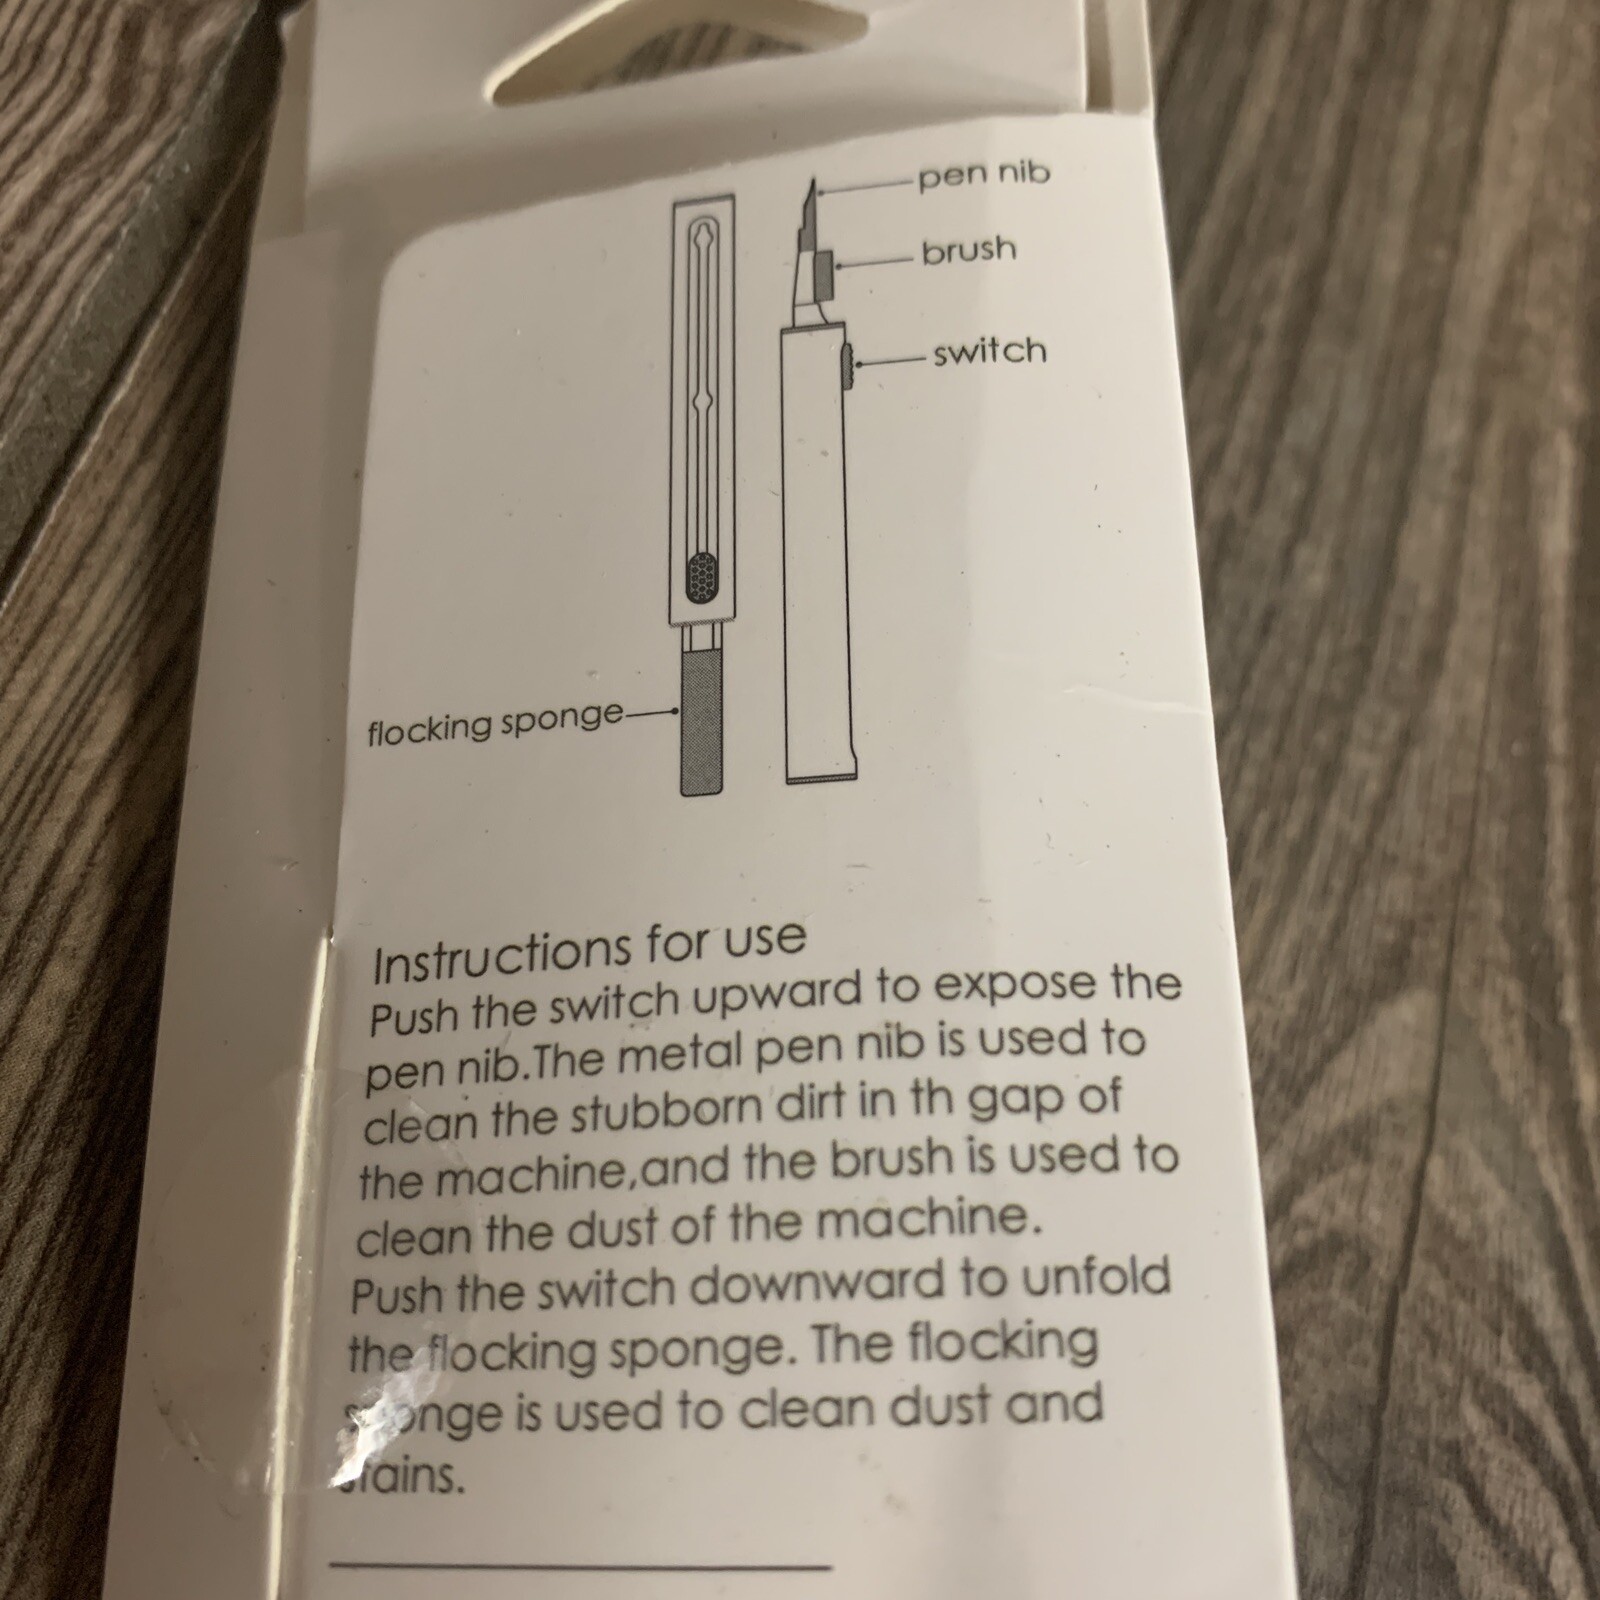 pen nib
brush
switch
flocking sponge
Instructions for use
Push the switch upward to expose the
pen nib.The metal pen nib is used to
clean the stubborn dirt in th gap of
the machine,and the brush is used to
clean the dust of the machine.
Push the switch downward to unfold
the flocking sponge. The flocking
sponge is used to clean dust and
stains.